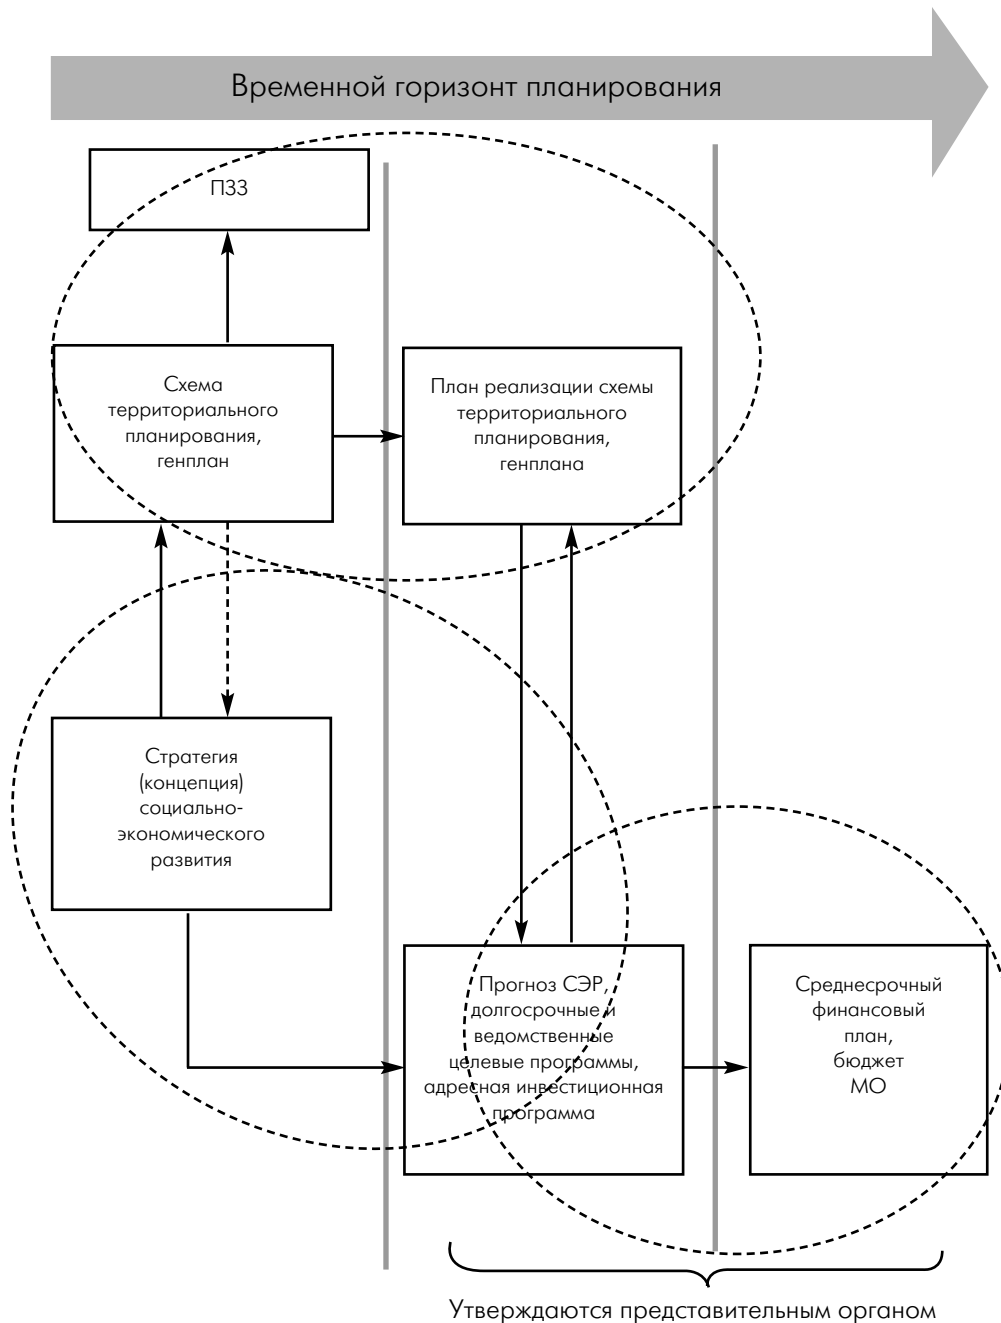 Временной горизонт планирования
ПЗЗ
Схема
территориального
планирования,
генплан
План реализации схемы
территориального
планирования,
генплана
Стратегия
(концепция)
социально-
экономического
развития
Прогноз СЭР,
долгосрочные и
ведомственные
целевые программы,
адресная инвестиционная
программа
Среднесрочный
финансовый
план,
бюджет
МО
Утверждаются представительным органом